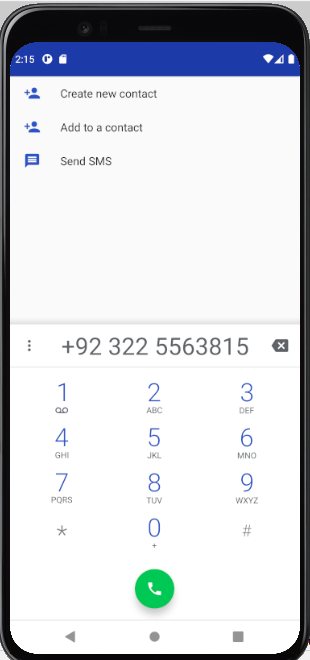 2:15
Create new contact
Add to a contact
Send SMS
+92 322 5563815
1 2 3
ABC DEF
4 5 6
GHI JKL MNO
7 8 9
PQRS TUV WXYZ
* 0 #
+